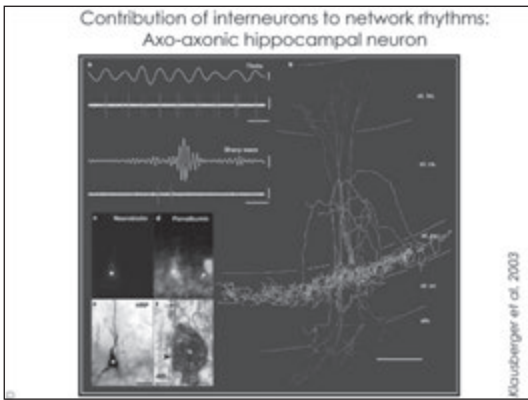 Contribution of interneurons to network rhythms:
Axo-axonic hippocampal neuron
a
Theta
b
Sharp wave
c
Neurobiotin
d
Parvalbumin
HRP
Klausberger et al. 2003
©